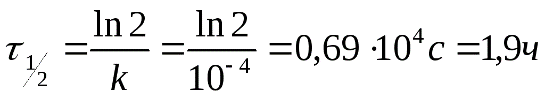 τ½ = ln 2 / k = ln 2 / 10⁻⁴ = 0,69 · 10⁴ с = 1,9 ч